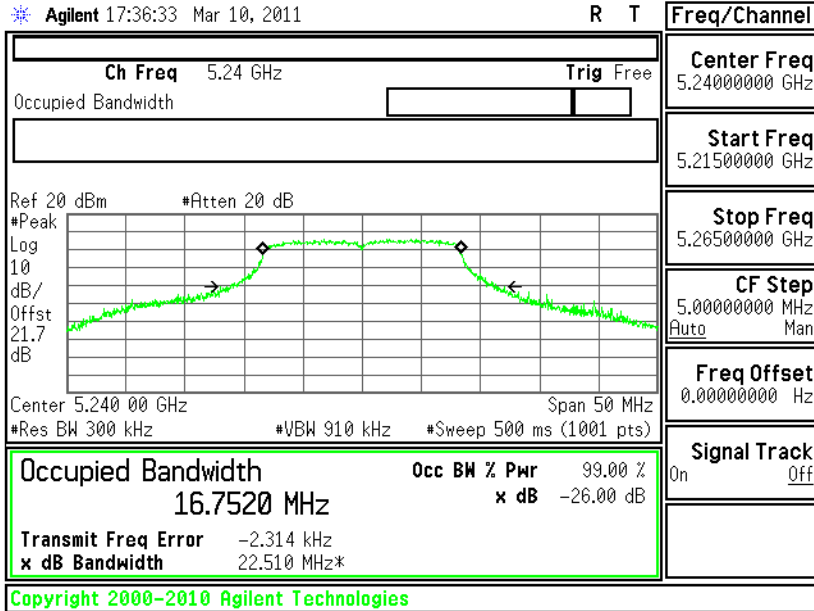 Agilent 17:36:33 Mar 10, 2011 R T
Freq/Channel
Ch Freq 5.24 GHz Trig Free
Occupied Bandwidth
Center Freq
5.24000000 GHz
Start Freq
5.21500000 GHz
Stop Freq
5.26500000 GHz
CF Step
5.00000000 MHz
Auto Man
Freq Offset
0.00000000 Hz
Signal Track
On Off
Ref 20 dBm #Atten 20 dB
#Peak
Log
10
dB/
Offst
21.7
dB
Center 5.240 00 GHz Span 50 MHz
#Res BW 300 kHz #VBW 910 kHz #Sweep 500 ms (1001 pts)
Occupied Bandwidth Occ BW % Pwr 99.00 %
16.7520 MHz x dB -26.00 dB
Transmit Freq Error -2.314 kHz
x dB Bandwidth 22.510 MHz*
Copyright 2000-2010 Agilent Technologies